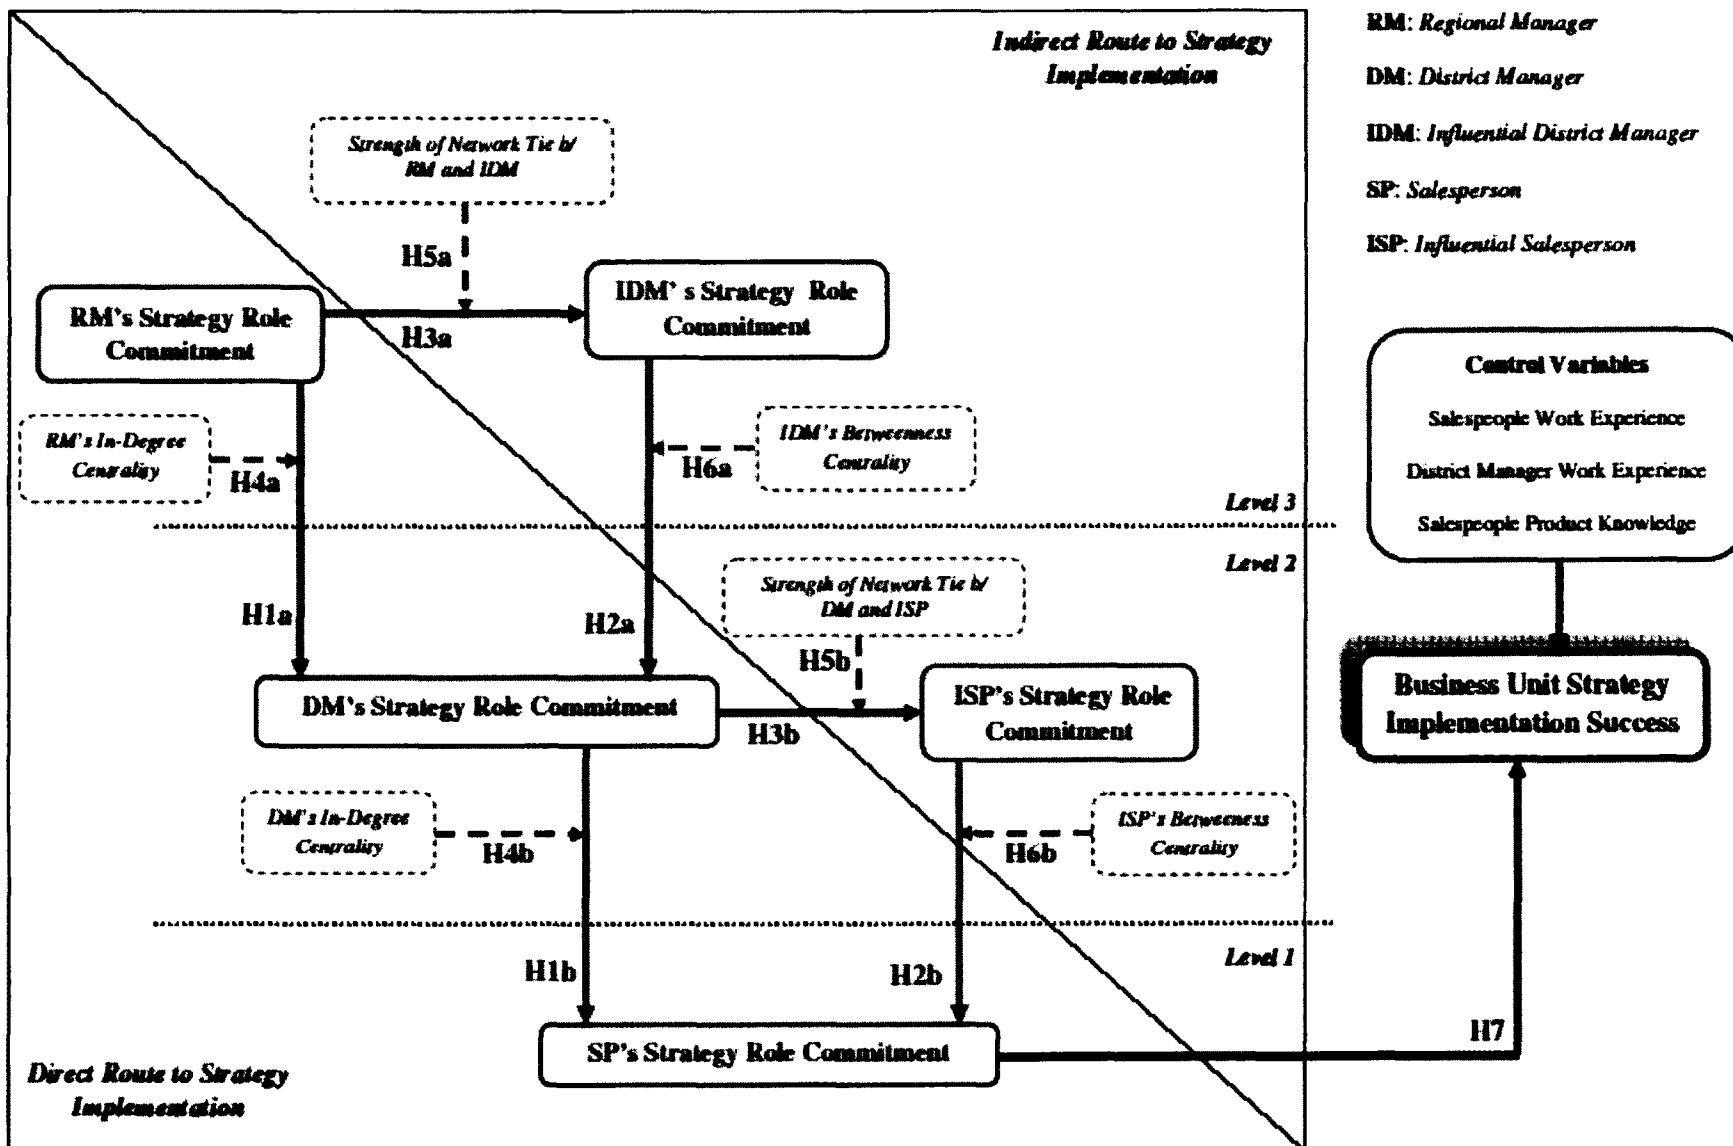 Indirect Route to Strategy
Implementation
RM: Regional Manager
DM: District Manager
IDM: Influential District Manager
SP: Salesperson
ISP: Influential Salesperson
Strength of Network Tie b/
RM and IDM
H5a
RM's Strategy Role
Commitment
H3a
IDM' s Strategy Role
Commitment
Control Variables
Salespeople Work Experience
District Manager Work Experience
Salespeople Product Knowledge
RM's In-Degree
Centrality
H4a
IDM's Betweenness
Centrality
H6a
Level 3
Level 2
H1a
H2a
Strength of Network Tie b/
DM and ISP
H5b
DM's Strategy Role Commitment
H3b
ISP's Strategy Role
Commitment
Business Unit Strategy
Implementation Success
DM's In-Degree
Centrality
H4b
ISP's Betweeness
Centrality
H6b
Level 1
H1b
H2b
SP's Strategy Role Commitment
H7
Direct Route to Strategy
Implementation